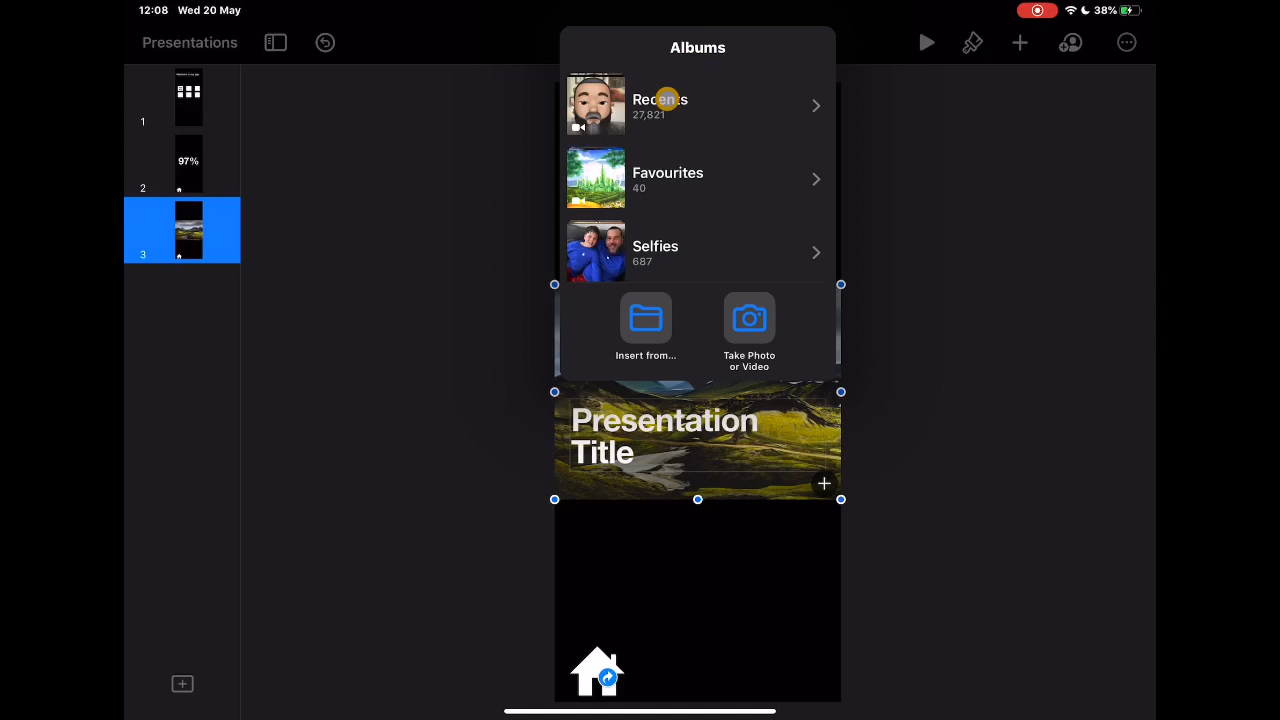 12:08 Wed 20 May
38%
Presentations
Albums
Recents
27,821
Favourites
40
Selfies
687
Insert from...
Take Photo
or Video
1
97%
2
3
Presentation
Title